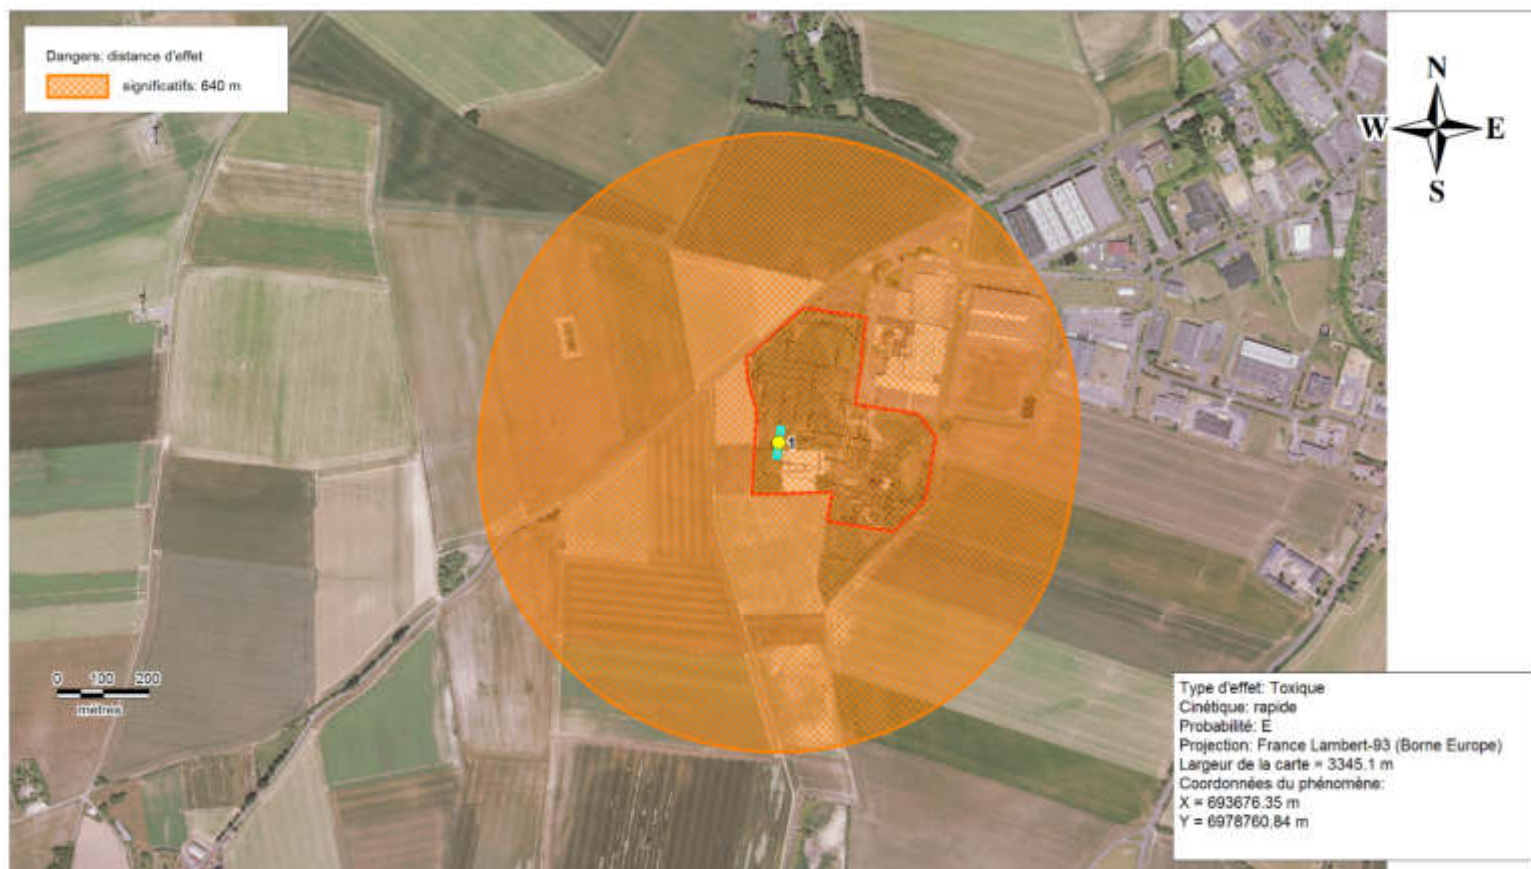 Dangers: distance d'effet
significatifs: 640 m
N
W E
S
1
0 100 200
mètres
Type d'effet: Toxique
Cinétique: rapide
Probabilité: E
Projection: France Lambert-93 (Borne Europe)
Largeur de la carte = 3345.1 m
Coordonnées du phénomène:
X = 693676.35 m
Y = 6978760.84 m